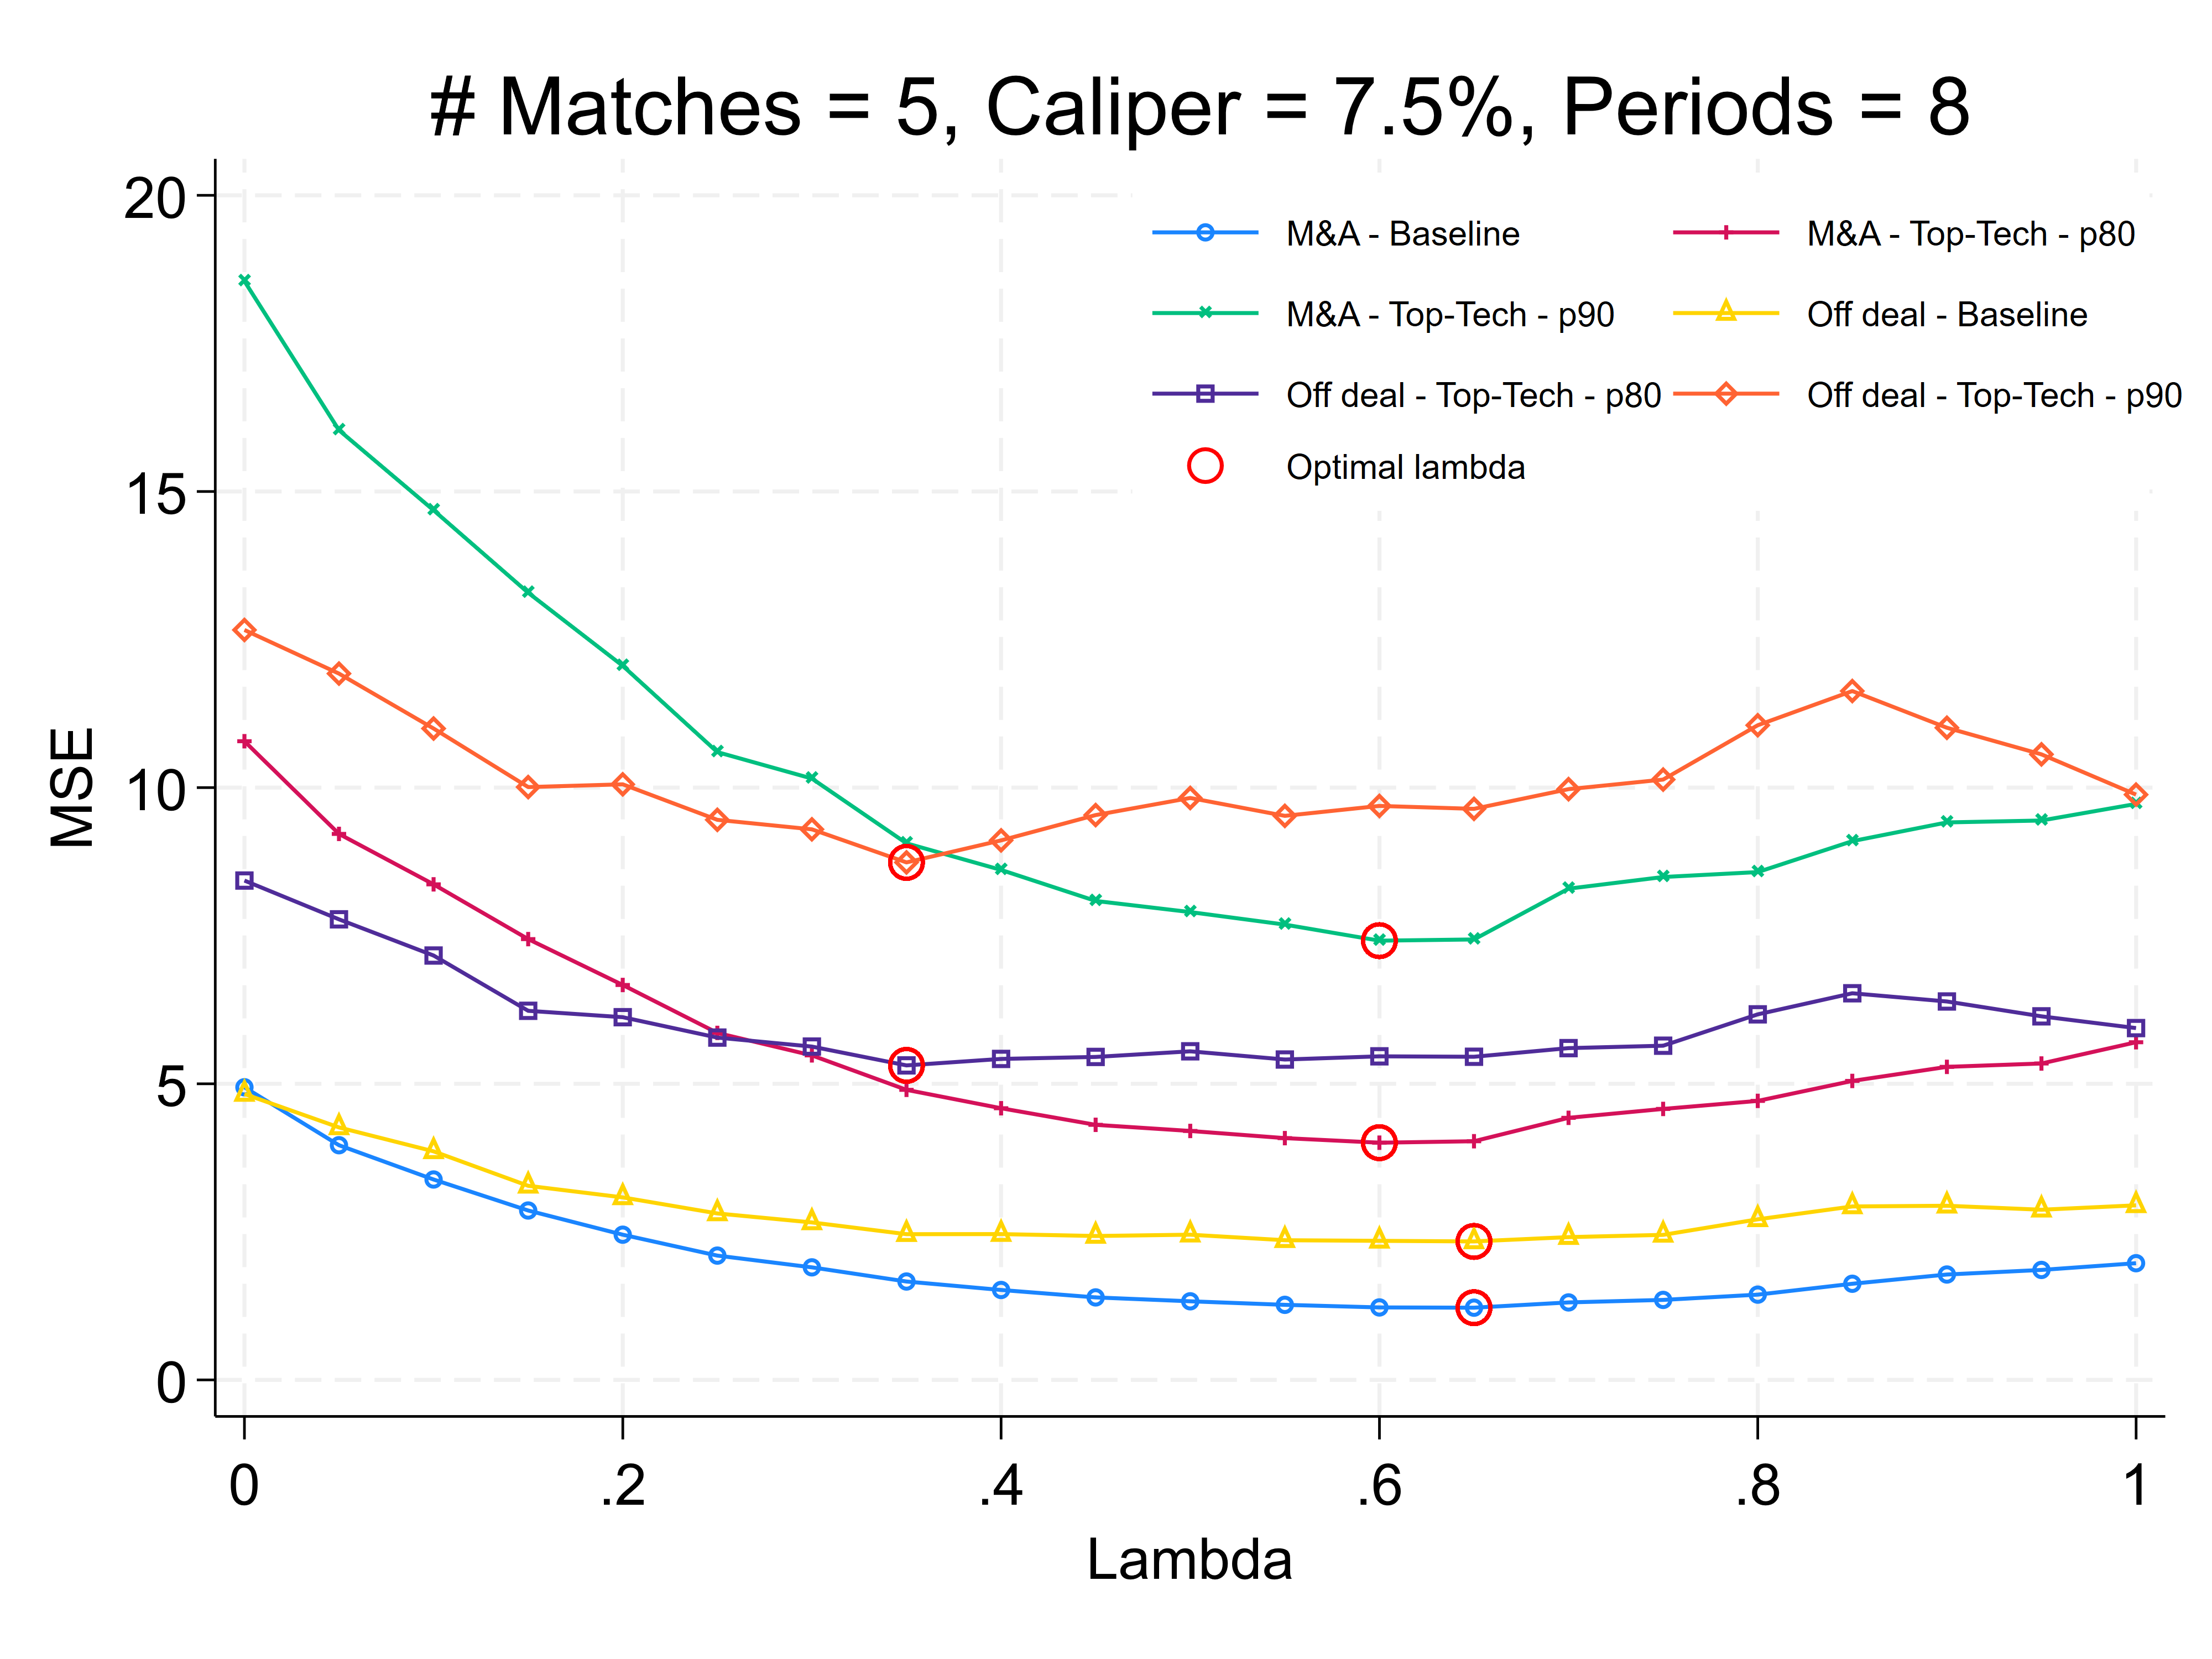 # Matches = 5, Caliper = 7.5%, Periods = 8
20
15
10
5
0
MSE
M&A - Baseline
M&A - Top-Tech - p80
M&A - Top-Tech - p90
Off deal - Baseline
Off deal - Top-Tech - p80
Off deal - Top-Tech - p90
Optimal lambda
0 .2 .4 .6 .8 1
Lambda